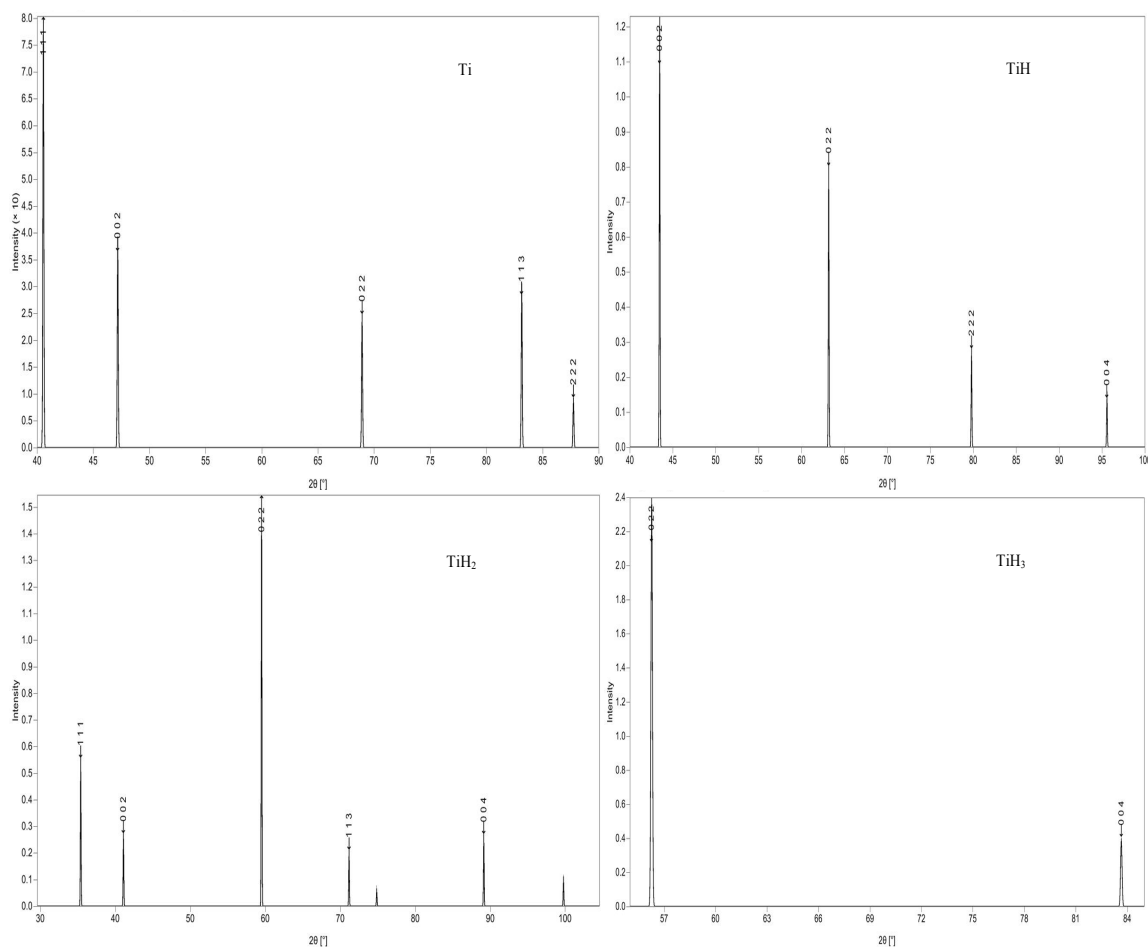 8.0
7.5
7.0
6.5
6.0
5.5
5.0
4.5
4.0
3.5
3.0
2.5
2.0
1.5
1.0
0.5
0.0
Intensity (× 10)
1 1 1
0 0 2
0 2 2
1 1 3
2 2 2
Ti
40 45 50 55 60 65 70 75 80 85 90
2θ [°]
1.2
1.1
1.0
0.9
0.8
0.7
0.6
0.5
0.4
0.3
0.2
0.1
0.0
Intensity
0 0 2
0 2 2
2 2 2
0 0 4
TiH
40 45 50 55 60 65 70 75 80 85 90 95 100
2θ [°]
1.5
1.4
1.3
1.2
1.1
1.0
0.9
0.8
0.7
0.6
0.5
0.4
0.3
0.2
0.1
0.0
Intensity
1 1 1
0 0 2
0 2 2
1 1 3
0 0 4
TiH₂
30 40 50 60 70 80 90 100
2θ [°]
2.4
2.2
2.0
1.8
1.6
1.4
1.2
1.0
0.8
0.6
0.4
0.2
0.0
Intensity
0 2 2
0 0 4
TiH₃
57 60 63 66 69 72 75 78 81 84
2θ [°]